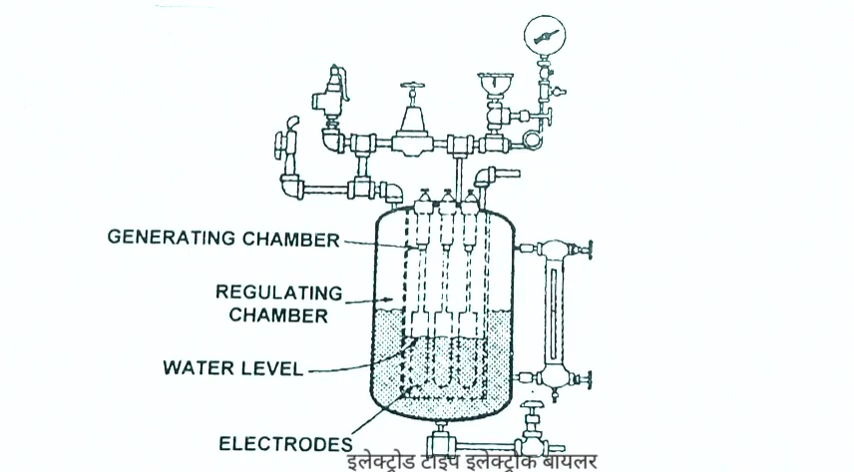 GENERATING CHAMBER
REGULATING
CHAMBER
WATER LEVEL
ELECTRODES
इलेक्ट्रोड टाइप इलेक्ट्रीक बायलर